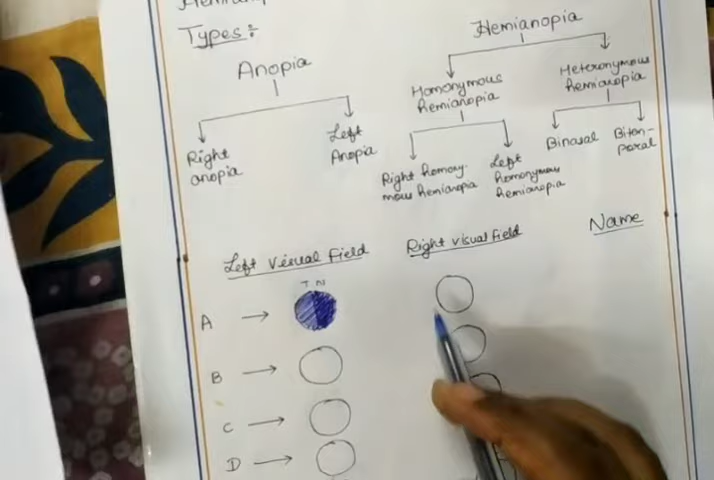 Types:
Anopia
Right
anopia
Left
Anopia
Hemianopia
Homonymous
hemianopia
Heteronymous
hemianopia
Right homony-
mous hemianopia
Left
homonymous
hemianopia
Binasal
Bitem-
poral
Left Visual Field
Right visual field
Name
T N
A
B
C
D